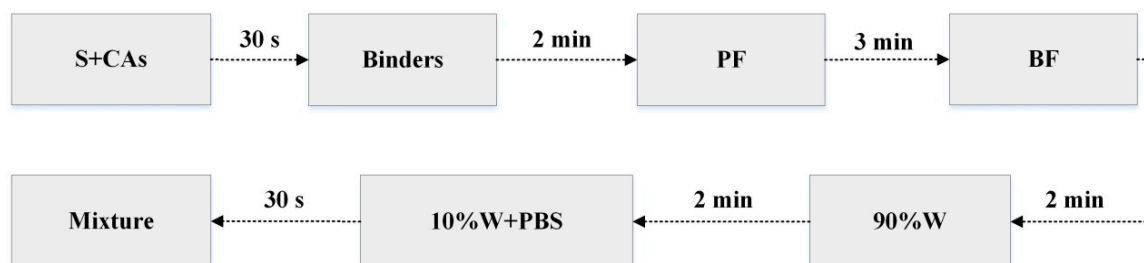 S+CAs
30 s
Binders
2 min
PF
3 min
BF
Mixture
30 s
10%W+PBS
2 min
90%W
2 min